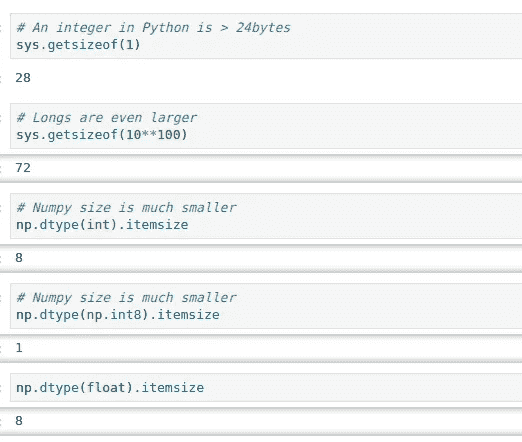 # An integer in Python is > 24bytes
sys.getsizeof(1)
28
# Longs are even larger
sys.getsizeof(10**100)
72
# Numpy size is much smaller
np.dtype(int).itemsize
8
# Numpy size is much smaller
np.dtype(np.int8).itemsize
1
np.dtype(float).itemsize
8